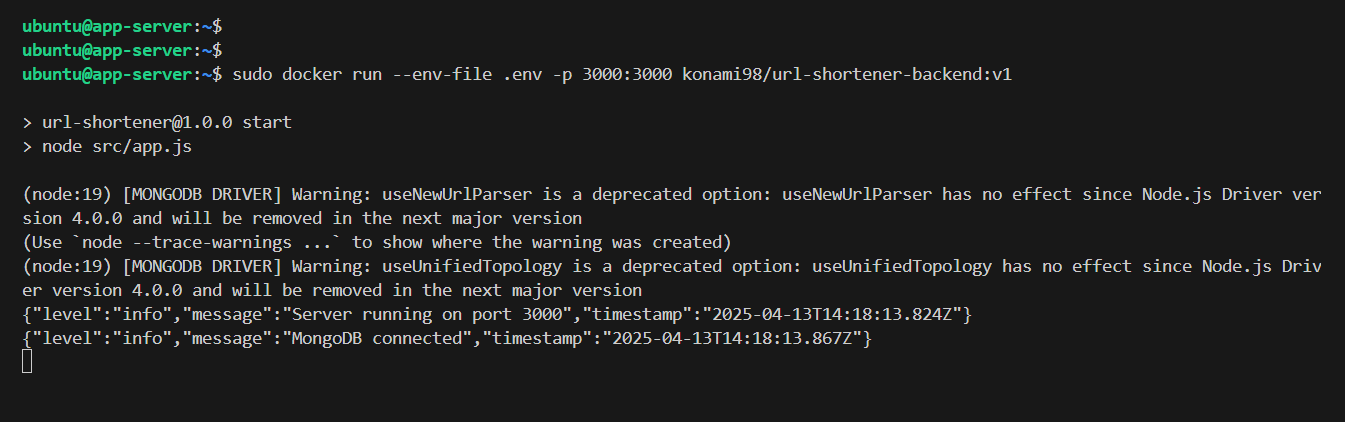 ubuntu@app-server:~$
ubuntu@app-server:~$
ubuntu@app-server:~$ sudo docker run --env-file .env -p 3000:3000 konami98/url-shortener-backend:v1
> url-shortener@1.0.0 start
> node src/app.js
(node:19) [MONGODB DRIVER] Warning: useNewUrlParser is a deprecated option: useNewUrlParser has no effect since Node.js Driver ver
sion 4.0.0 and will be removed in the next major version
(Use `node --trace-warnings ...` to show where the warning was created)
(node:19) [MONGODB DRIVER] Warning: useUnifiedTopology is a deprecated option: useUnifiedTopology has no effect since Node.js Driv
er version 4.0.0 and will be removed in the next major version
{"level":"info","message":"Server running on port 3000","timestamp":"2025-04-13T14:18:13.824Z"}
{"level":"info","message":"MongoDB connected","timestamp":"2025-04-13T14:18:13.867Z"}